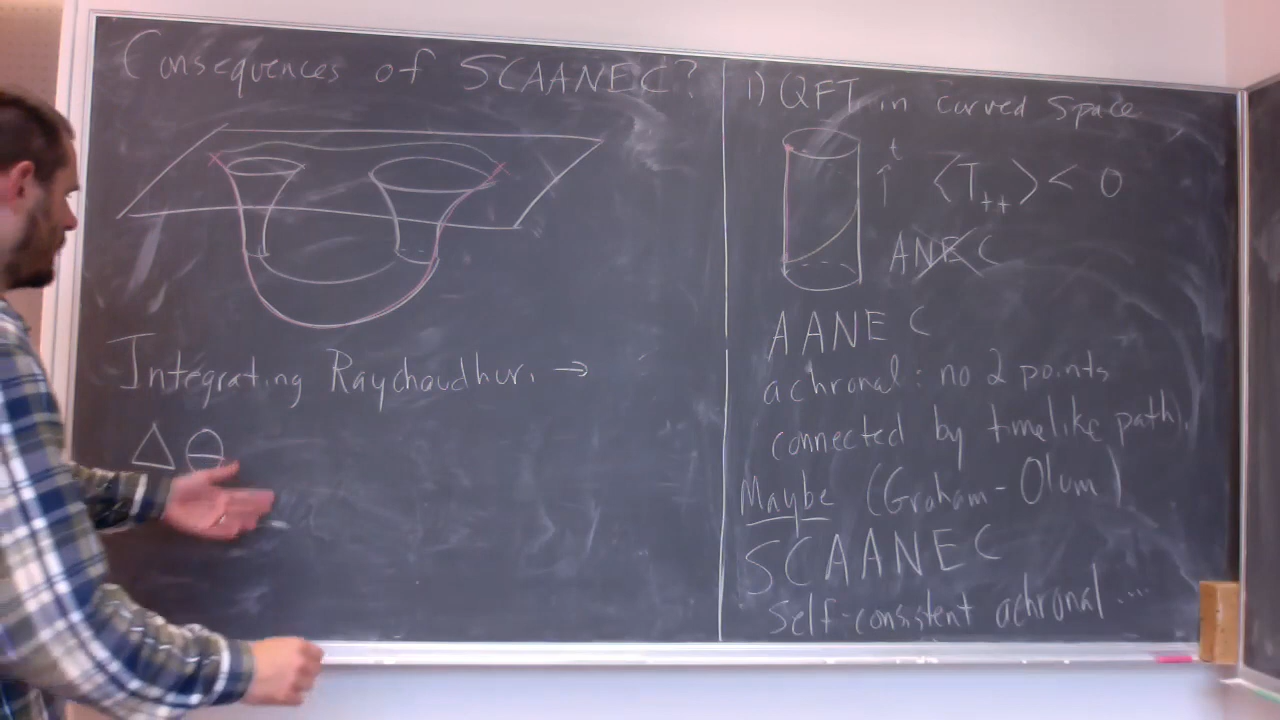 Consequences of SCAANEC?
Integrating Raychaudhuri →
Δθ
1) QFT in curved space
t
↑ ⟨T₊₊⟩ < 0
ANEC
AANEC
achronal: no 2 points
connected by timelike path).
Maybe (Graham-Olum)
SCAANEC
self-consistent achronal ...